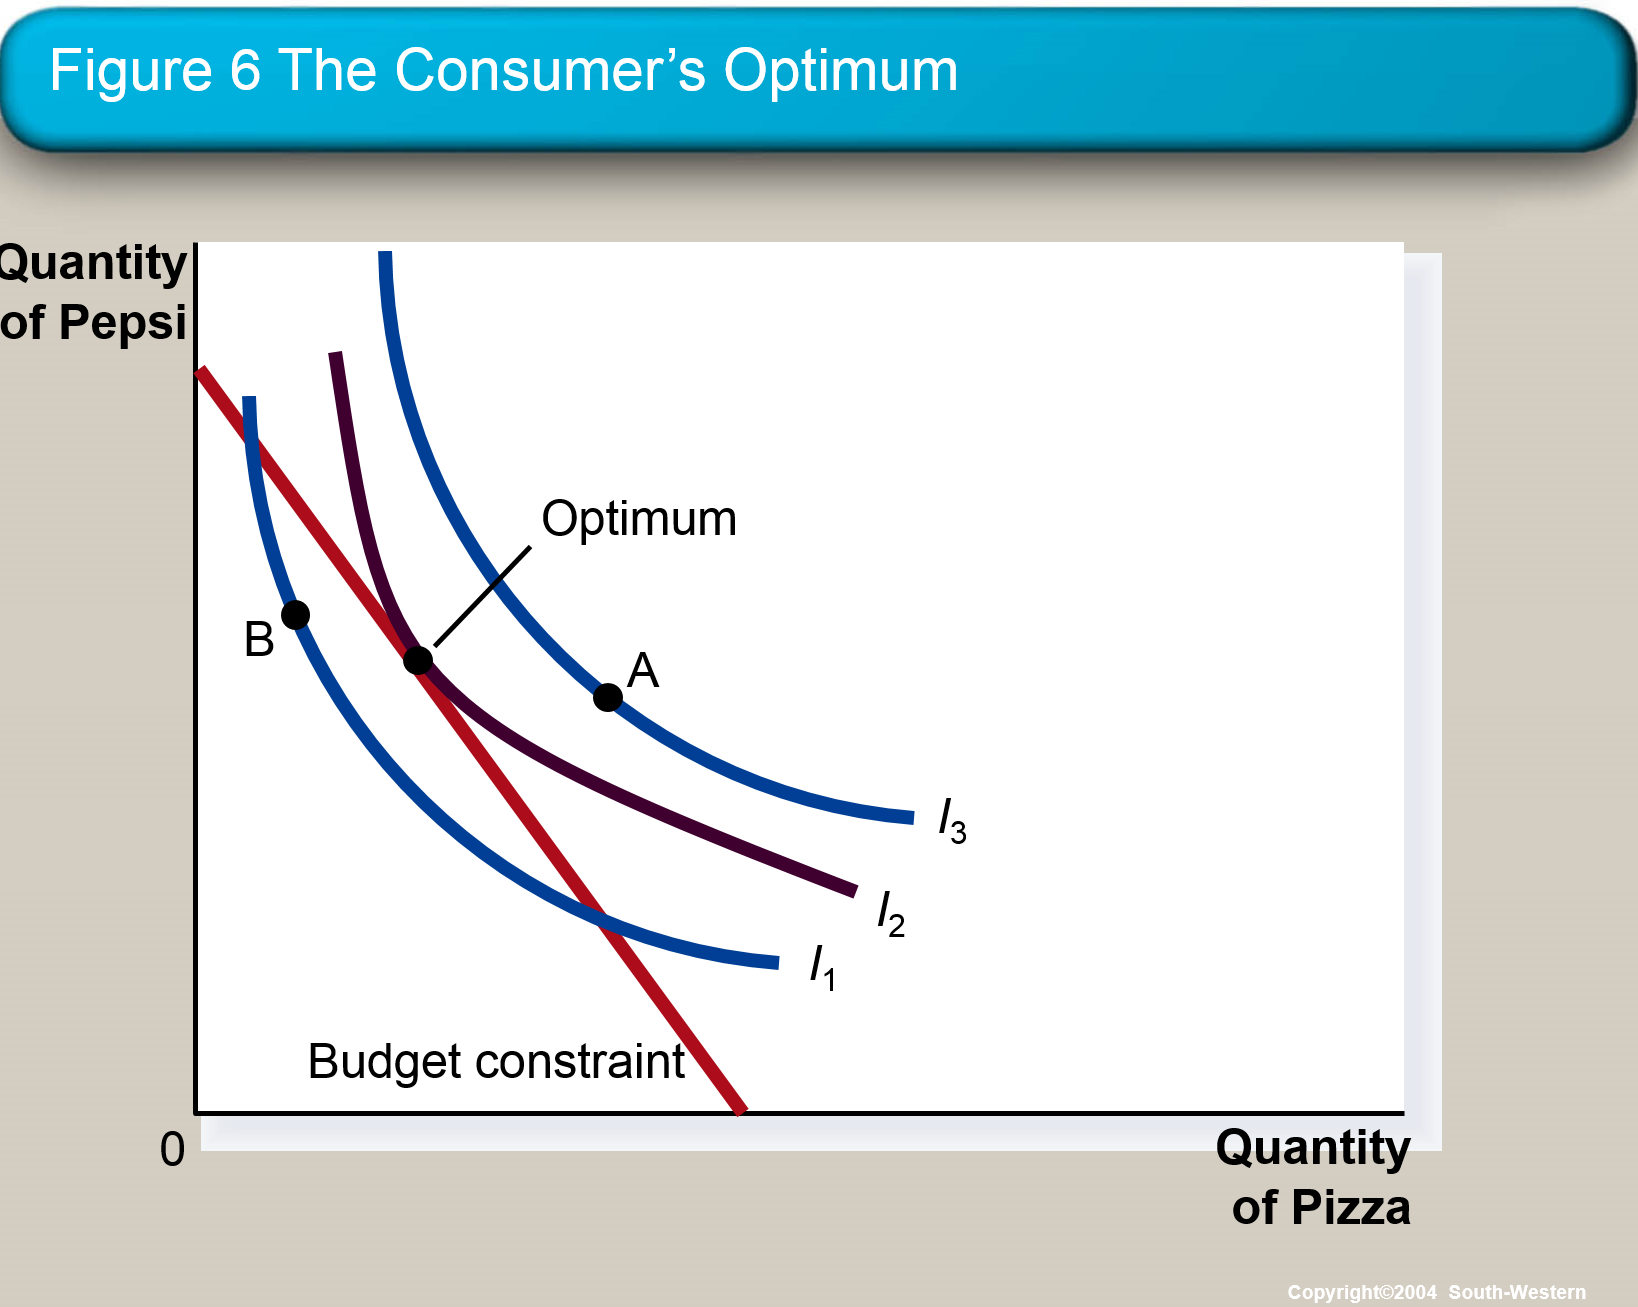 Figure 6 The Consumer’s Optimum
Quantity
of Pepsi
Optimum
B
A
I3
I2
I1
Budget constraint
0
Quantity
of Pizza
Copyright©2004 South-Western